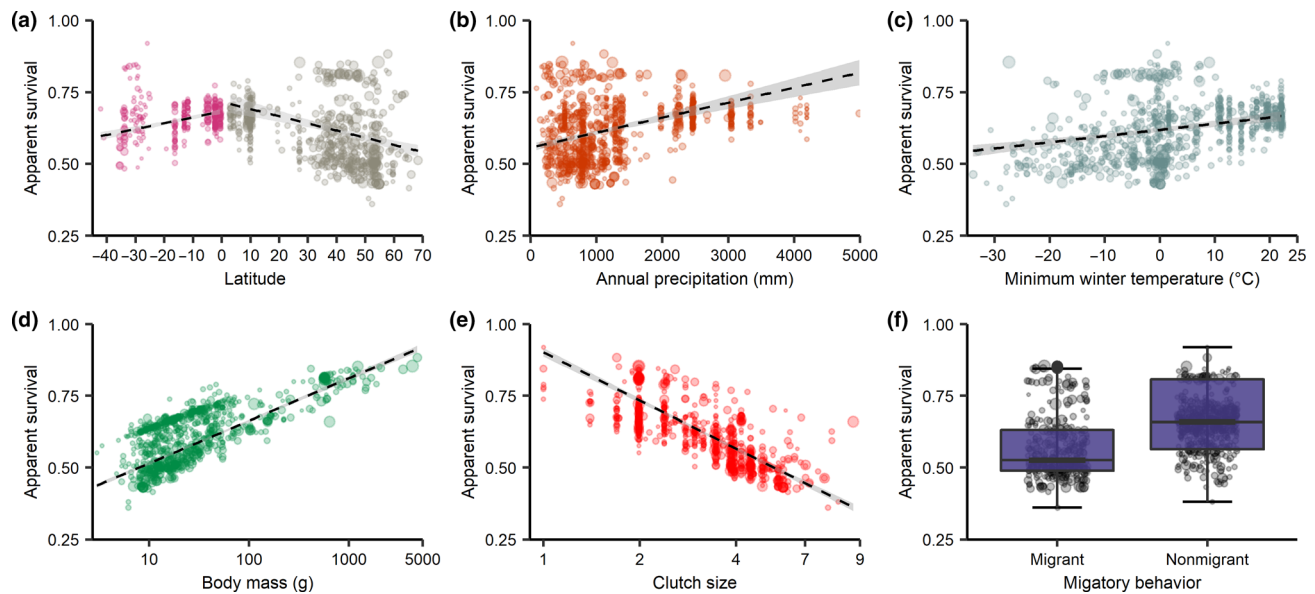 (a)
1.00
0.75
0.50
0.25
Apparent survival
−40 −30 −20 −10 0 10 20 30 40 50 60 70
Latitude
(b)
1.00
0.75
0.50
0.25
Apparent survival
0 1000 2000 3000 4000 5000
Annual precipitation (mm)
(c)
1.00
0.75
0.50
0.25
Apparent survival
−30 −20 −10 0 10 20 25
Minimum winter temperature (°C)
(d)
1.00
0.75
0.50
0.25
Apparent survival
10 100 1000 5000
Body mass (g)
(e)
1.00
0.75
0.50
0.25
Apparent survival
1 2 4 7 9
Clutch size
(f)
1.00
0.75
0.50
0.25
Apparent survival
Migrant Nonmigrant
Migatory behavior